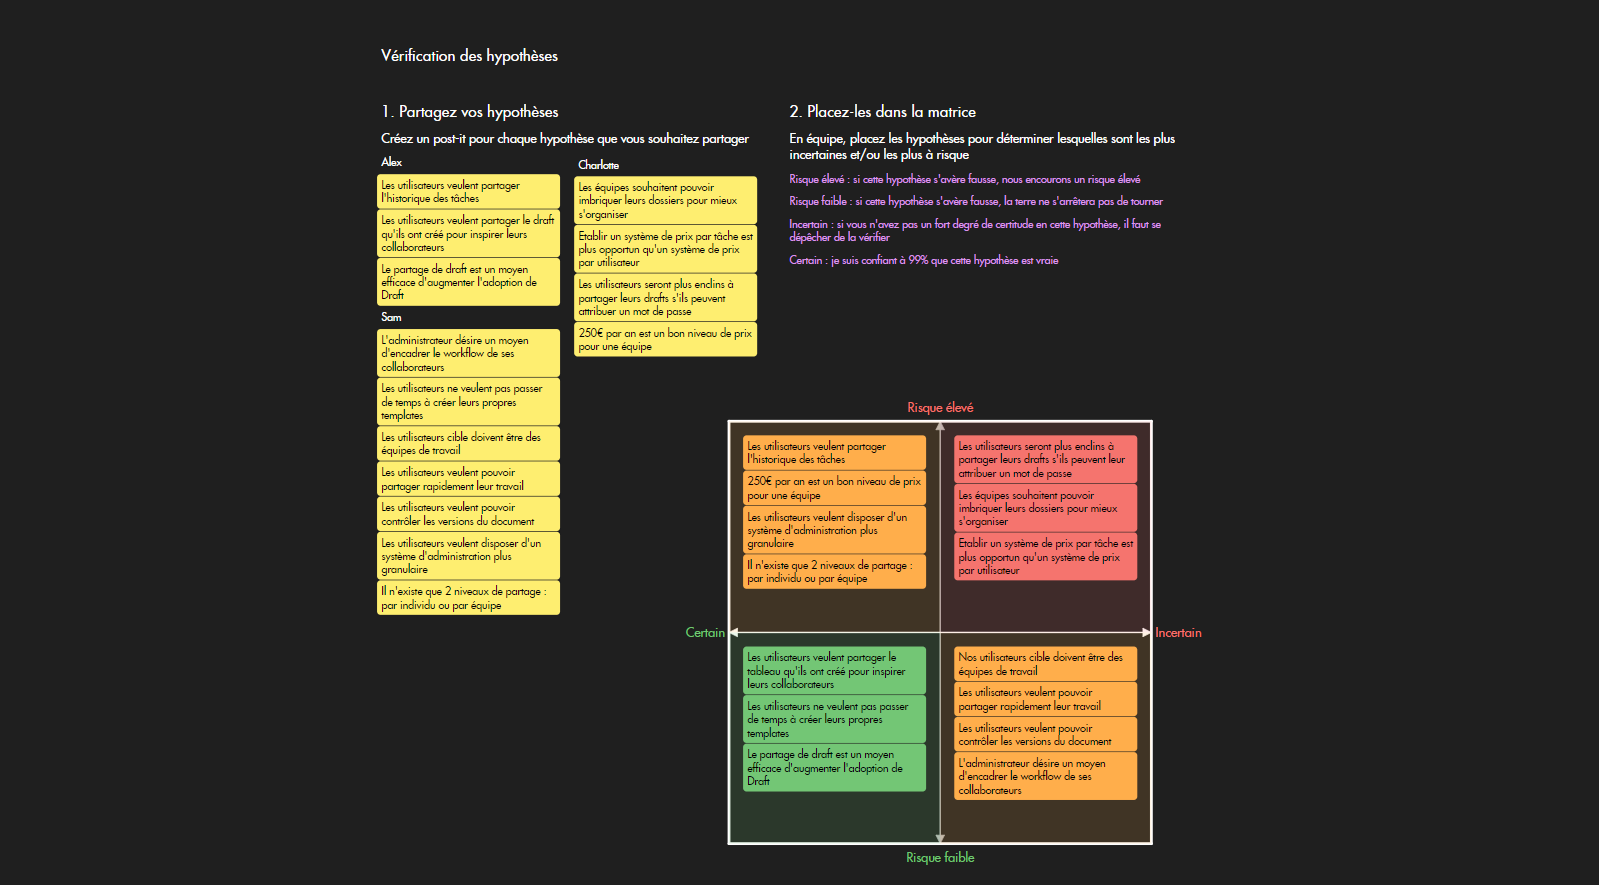 Vérification des hypothèses
1. Partagez vos hypothèses
Créez un post-it pour chaque hypothèse que vous souhaitez partager
Alex
Les utilisateurs veulent partager
l'historique des tâches
Les utilisateurs veulent partager le draft
qu'ils ont créé pour inspirer leurs
collaborateurs
Le partage de draft est un moyen
efficace d'augmenter l'adoption de
Draft
Sam
L'administrateur désire un moyen
d'encadrer le workflow de ses
collaborateurs
Les utilisateurs ne veulent pas passer
de temps à créer leurs propres
templates
Les utilisateurs cible doivent être des
équipes de travail
Les utilisateurs veulent pouvoir
partager rapidement leur travail
Les utilisateurs veulent pouvoir
contrôler les versions du document
Les utilisateurs veulent disposer d'un
système d'administration plus
granulaire
Il n'existe que 2 niveaux de partage :
par individu ou par équipe
Charlotte
Les équipes souhaitent pouvoir
imbriquer leurs dossiers pour mieux
s'organiser
Etablir un système de prix par tâche est
plus opportun qu'un système de prix
par utilisateur
Les utilisateurs seront plus enclins à
partager leurs drafts s'ils peuvent
attribuer un mot de passe
250€ par an est un bon niveau de prix
pour une équipe
2. Placez-les dans la matrice
En équipe, placez les hypothèses pour déterminer lesquelles sont les plus
incertaines et/ou les plus à risque
Risque élevé : si cette hypothèse s'avère fausse, nous encourons un risque élevé
Risque faible : si cette hypothèse s'avère fausse, la terre ne s'arrêtera pas de tourner
Incertain : si vous n'avez pas un fort degré de certitude en cette hypothèse, il faut se
dépêcher de la vérifier
Certain : je suis confiant à 99% que cette hypothèse est vraie
Risque élevé
Les utilisateurs veulent partager
l'historique des tâches
250€ par an est un bon niveau de prix
pour une équipe
Les utilisateurs veulent disposer d'un
système d'administration plus
granulaire
Il n'existe que 2 niveaux de partage :
par individu ou par équipe
Les utilisateurs seront plus enclins à
partager leurs drafts s'ils peuvent leur
attribuer un mot de passe
Les équipes souhaitent pouvoir
imbriquer leurs dossiers pour mieux
s'organiser
Etablir un système de prix par tâche est
plus opportun qu'un système de prix
par utilisateur
Certain
Incertain
Les utilisateurs veulent partager le
tableau qu'ils ont créé pour inspirer
leurs collaborateurs
Les utilisateurs ne veulent pas passer
de temps à créer leurs propres
templates
Le partage de draft est un moyen
efficace d'augmenter l'adoption de
Draft
Nos utilisateurs cible doivent être des
équipes de travail
Les utilisateurs veulent pouvoir
partager rapidement leur travail
Les utilisateurs veulent pouvoir
contrôler les versions du document
L'administrateur désire un moyen
d'encadrer le workflow de ses
collaborateurs
Risque faible